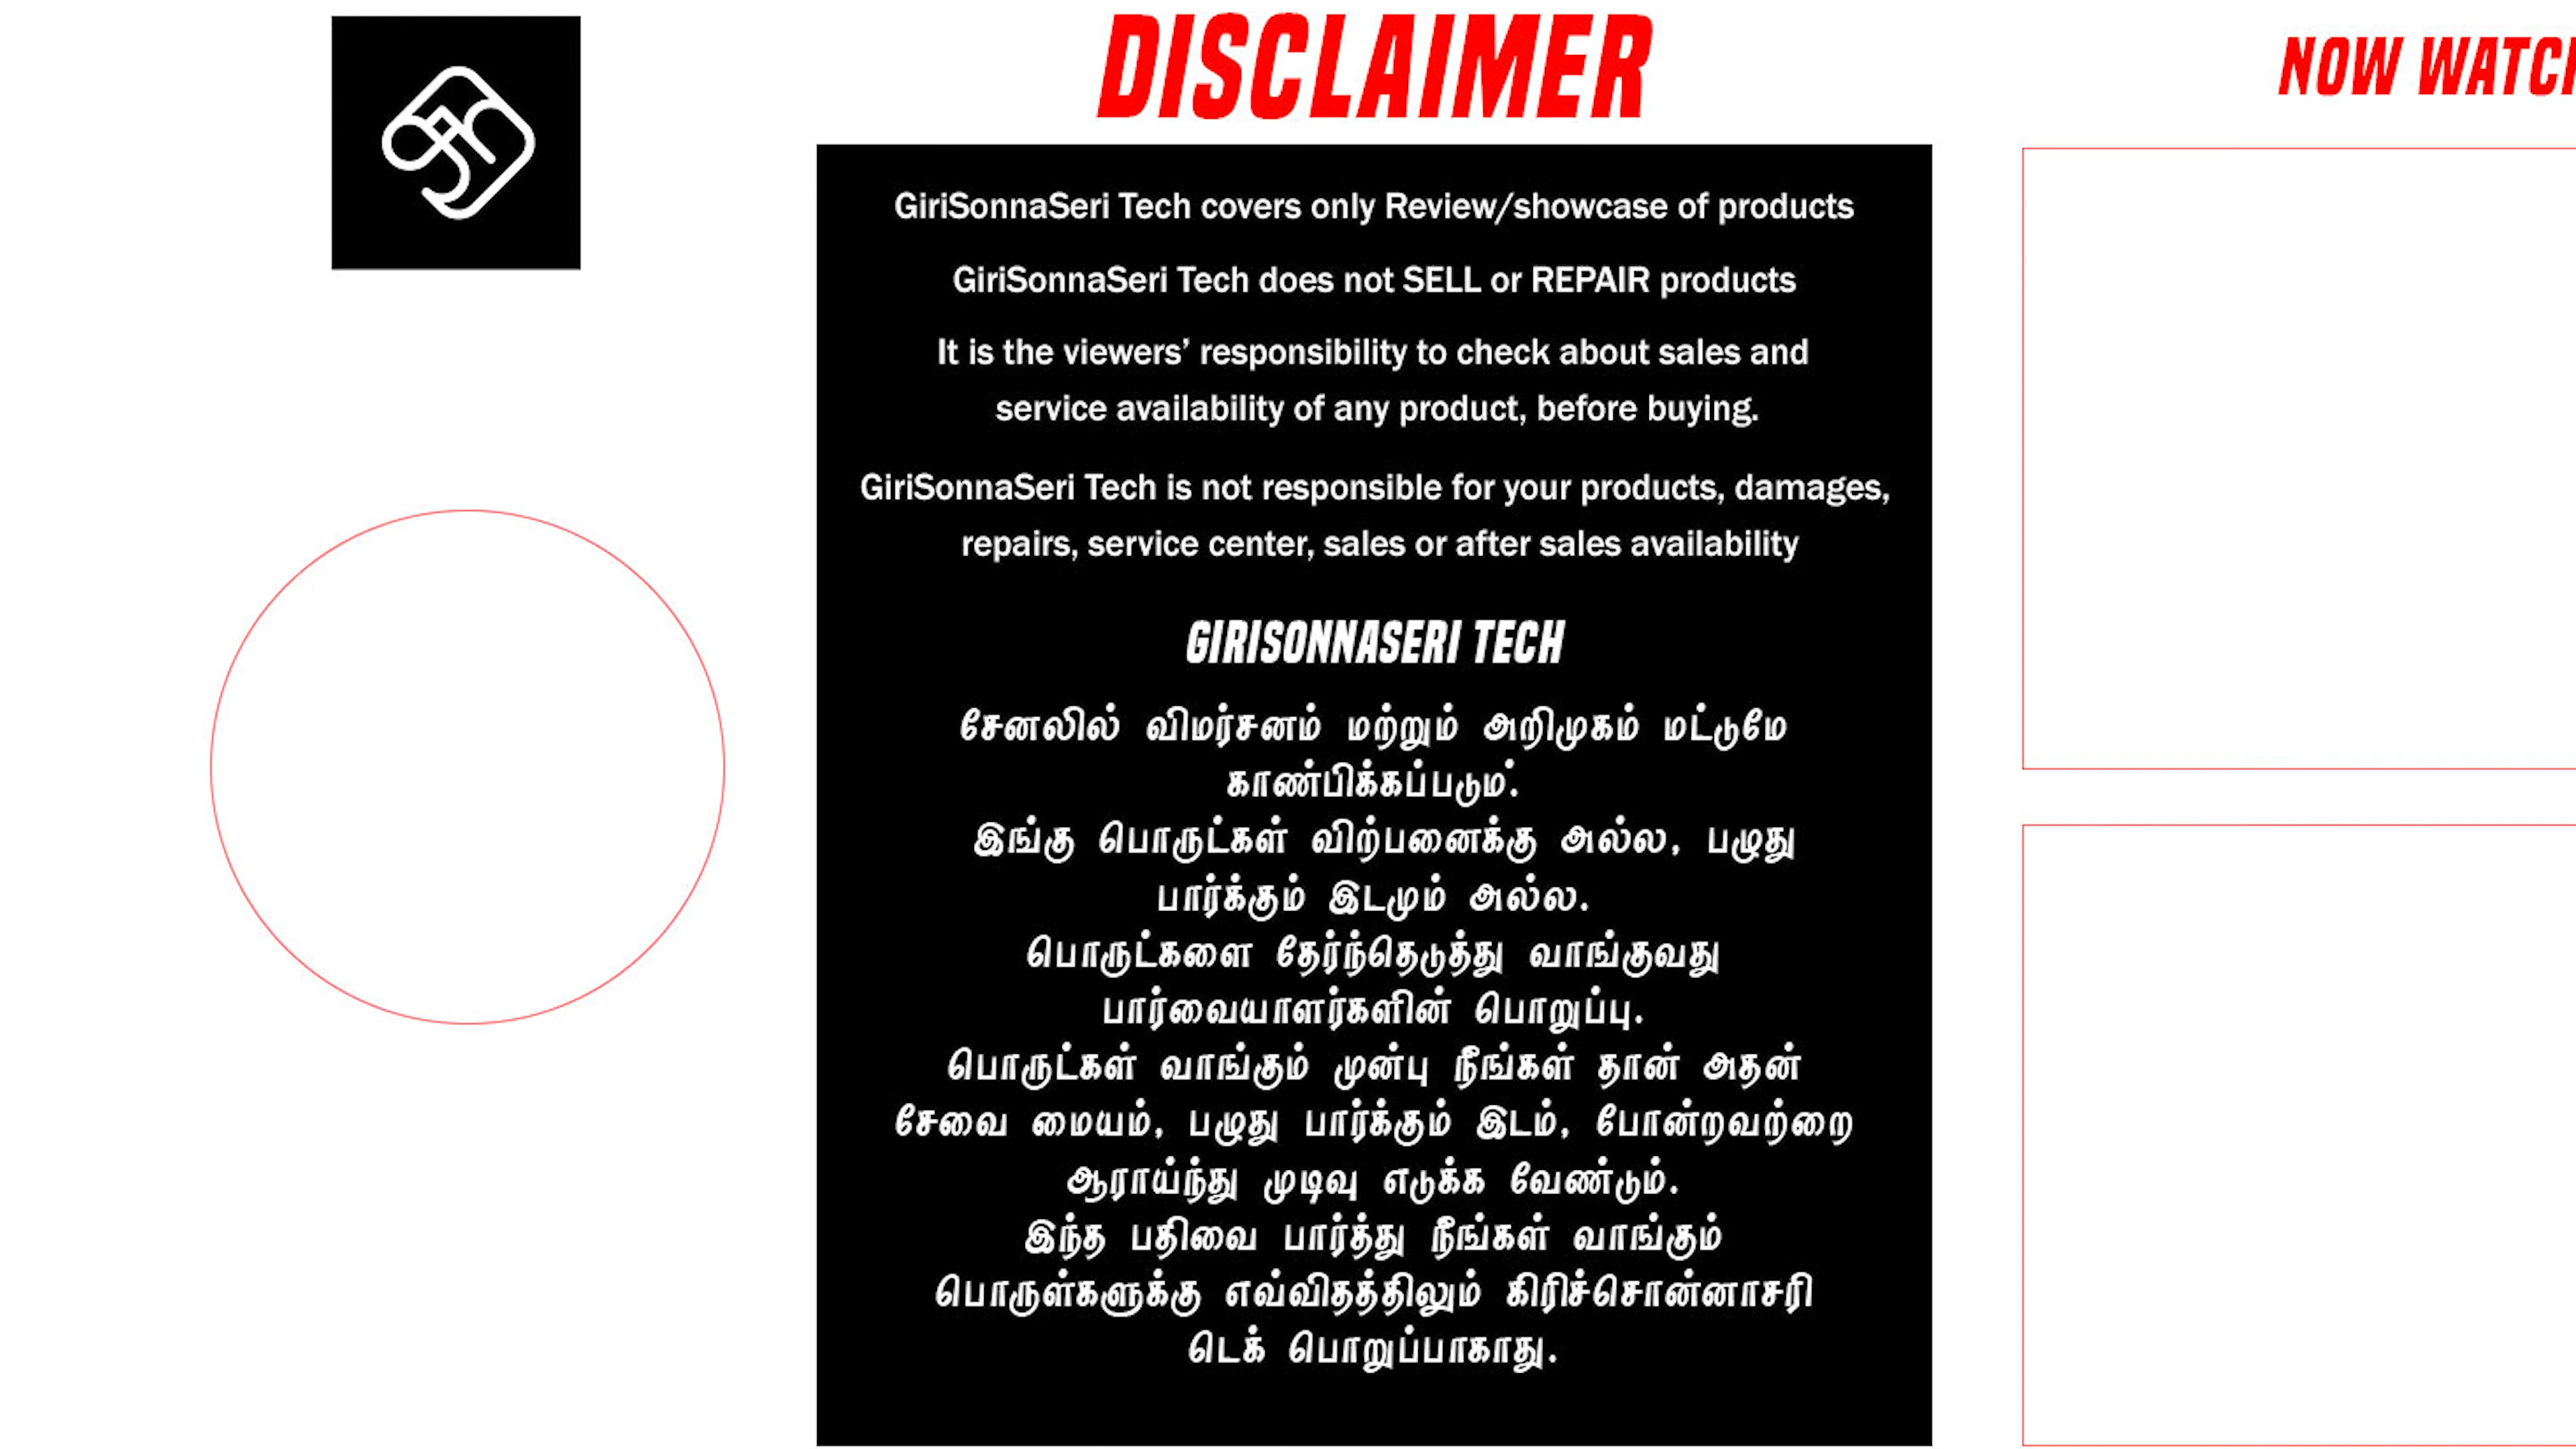 DISCLAIMER
NOW WATCH
GiriSonnaSeri Tech covers only Review/showcase of products
GiriSonnaSeri Tech does not SELL or REPAIR products
It is the viewers’ responsibility to check about sales and
service availability of any product, before buying.
GiriSonnaSeri Tech is not responsible for your products, damages,
repairs, service center, sales or after sales availability
GIRISONNASERI TECH
சேனலில் விமர்சனம் மற்றும் அறிமுகம் மட்டுமே
காண்பிக்கப்படும்.
இங்கு பொருட்கள் விற்பனைக்கு அல்ல, பழுது
பார்க்கும் இடமும் அல்ல.
பொருட்களை தேர்ந்தெடுத்து வாங்குவது
பார்வையாளர்களின் பொறுப்பு.
பொருட்கள் வாங்கும் முன்பு நீங்கள் தான் அதன்
சேவை மையம், பழுது பார்க்கும் இடம், போன்றவற்றை
ஆராய்ந்து முடிவு எடுக்க வேண்டும்.
இந்த பதிவை பார்த்து நீங்கள் வாங்கும்
பொருள்களுக்கு எவ்விதத்திலும் கிரிச்சொன்னாசரி
டெக் பொறுப்பாகாது.